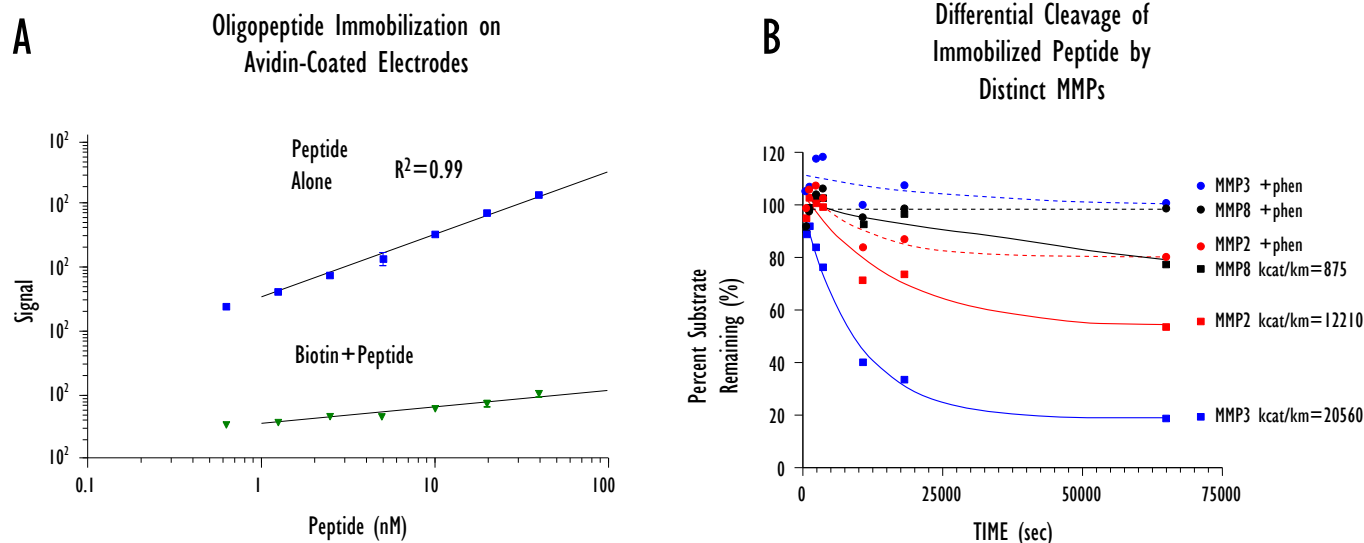 A
Oligopeptide Immobilization on
Avidin-Coated Electrodes
10²
10²
10²
10²
10²
10²
Signal
Peptide
Alone
R²=0.99
Biotin+Peptide
0.1
1
10
100
Peptide (nM)
B
Differential Cleavage of
Immobilized Peptide by
Distinct MMPs
120
100
80
60
40
20
0
Percent Substrate
Remaining (%)
0
25000
50000
75000
TIME (sec)
MMP3 +phen
MMP8 +phen
MMP2 +phen
MMP8 kcat/km=875
MMP2 kcat/km=12210
MMP3 kcat/km=20560